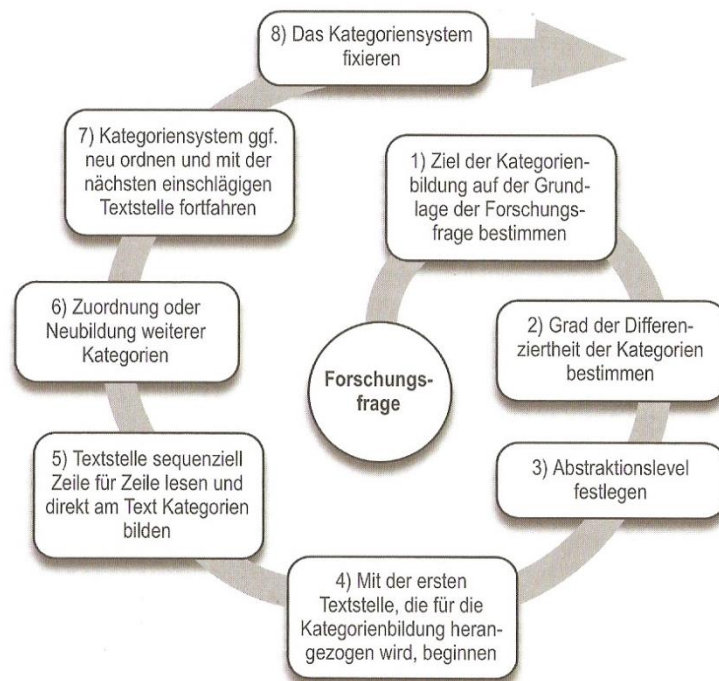 8) Das Kategoriensystem
fixieren
7) Kategoriensystem ggf.
neu ordnen und mit der
nächsten einschlägigen
Textstelle fortfahren
1) Ziel der Kategorien-
bildung auf der Grund-
lage der Forschungs-
frage bestimmen
6) Zuordnung oder
Neubildung weiterer
Kategorien
Forschungs-
frage
2) Grad der Differen-
ziertheit der Kategorien
bestimmen
5) Textstelle sequenziell
Zeile für Zeile lesen und
direkt am Text Kategorien
bilden
3) Abstraktionslevel
festlegen
4) Mit der ersten
Textstelle, die für die
Kategorienbildung heran-
gezogen wird, beginnen